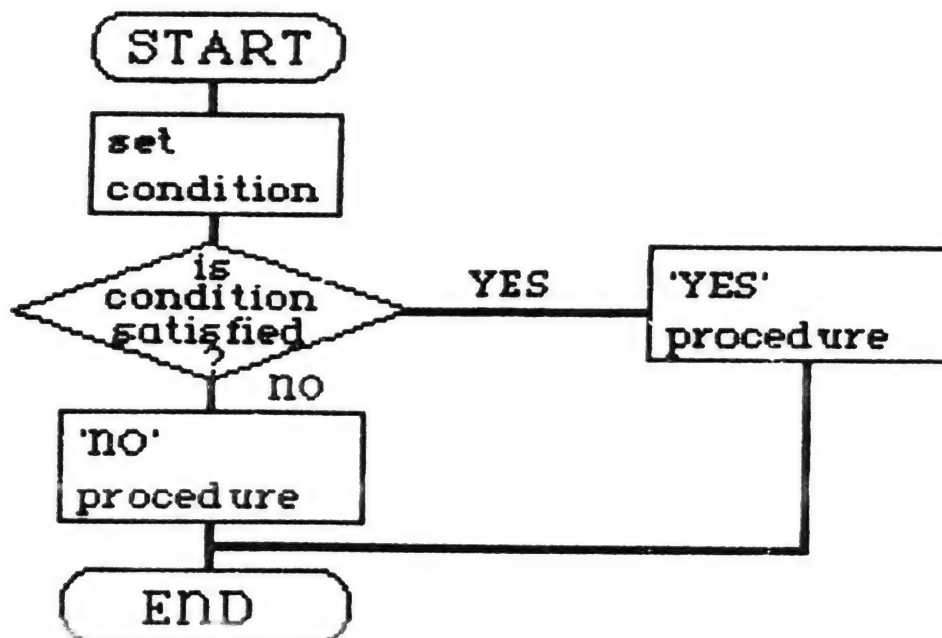 START
set
condition
is
condition
satisfied
?
YES
'YES'
procedure
no
'no'
procedure
END